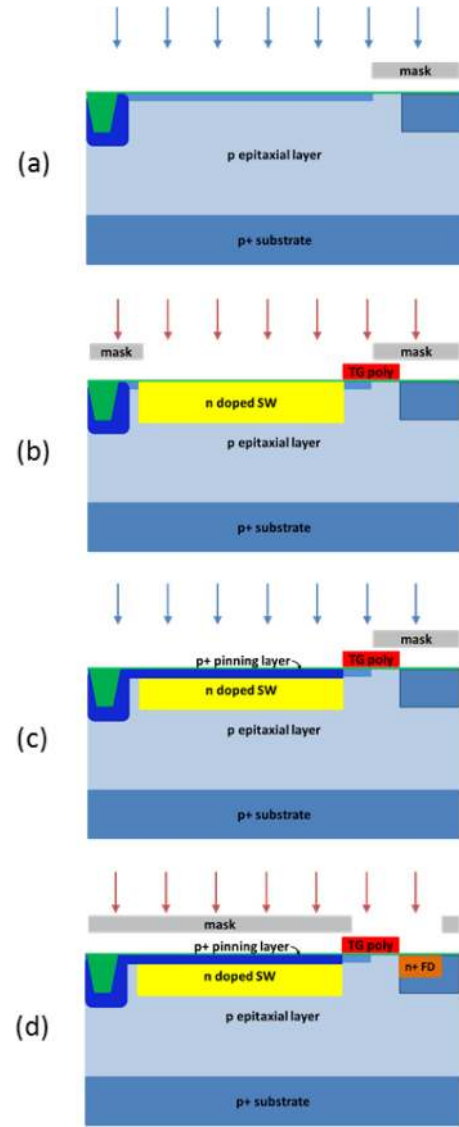 mask
p epitaxial layer
(a)
p+ substrate
mask
mask
TG poly
n doped SW
p epitaxial layer
(b)
p+ substrate
mask
p+ pinning layer
TG poly
n doped SW
p epitaxial layer
(c)
p+ substrate
mask
p+ pinning layer
TG poly
n+ FD
n doped SW
(d)
p epitaxial layer
p+ substrate